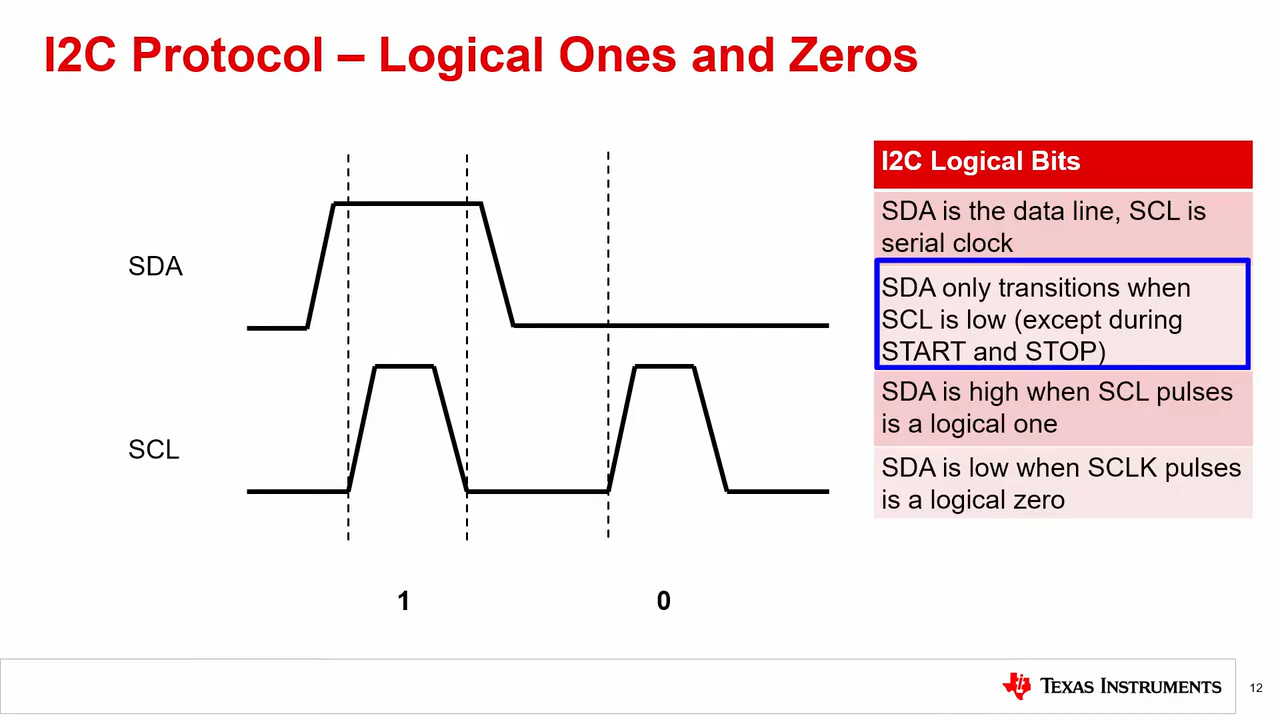 I2C Protocol – Logical Ones and Zeros
SDA
SCL
1
0
I2C Logical Bits
SDA is the data line, SCL is
serial clock
SDA only transitions when
SCL is low (except during
START and STOP)
SDA is high when SCL pulses
is a logical one
SDA is low when SCLK pulses
is a logical zero
TEXAS INSTRUMENTS
12